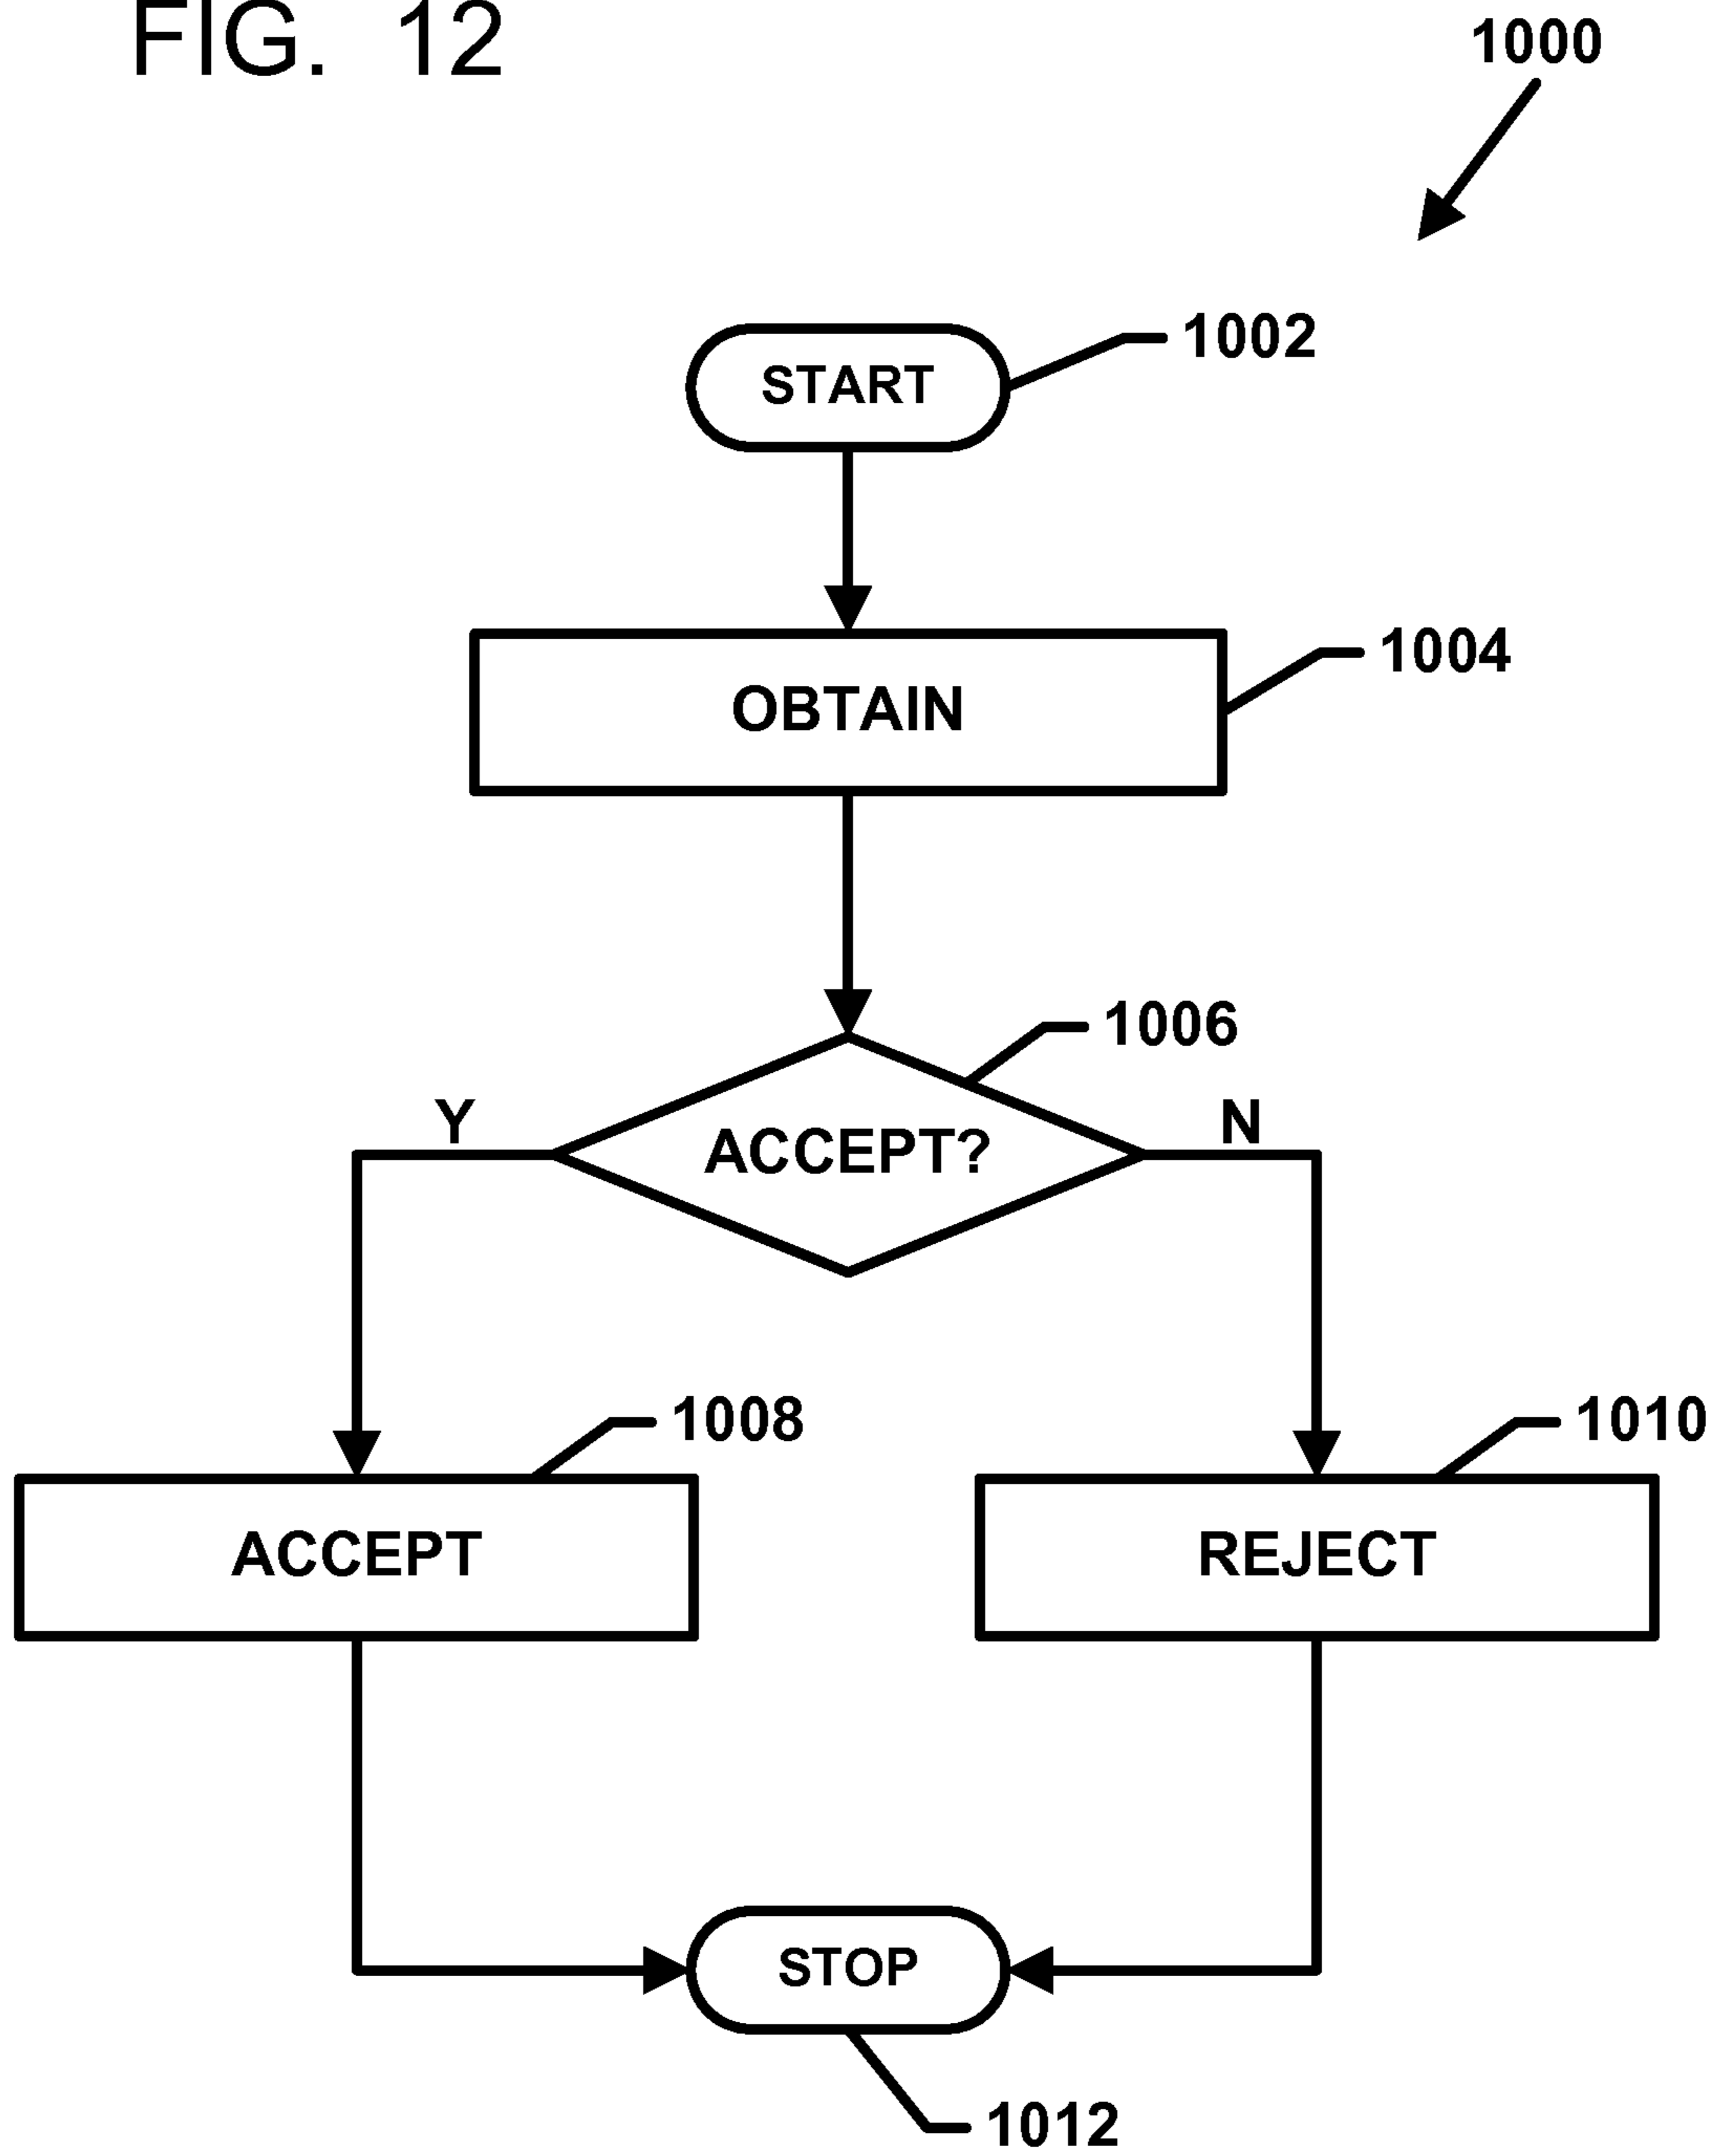 FIG. 12
1000
START
1002
OBTAIN
1004
1006
Y
ACCEPT?
N
1008
1010
ACCEPT
REJECT
STOP
1012